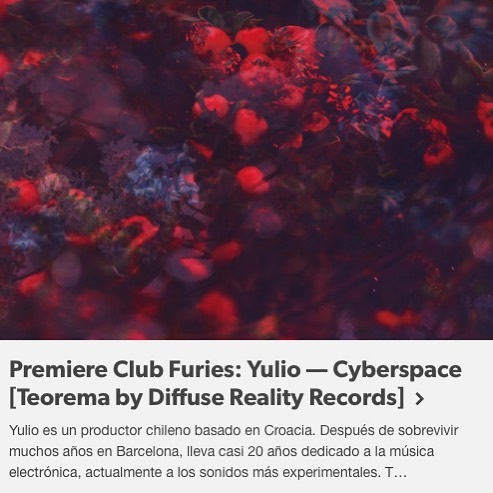 Premiere Club Furies: Yulio — Cyberspace
[Teorema by Diffuse Reality Records] >
Yulio es un productor chileno basado en Croacia. Después de sobrevivir
muchos años en Barcelona, lleva casi 20 años dedicado a la música
electrónica, actualmente a los sonidos más experimentales. T…